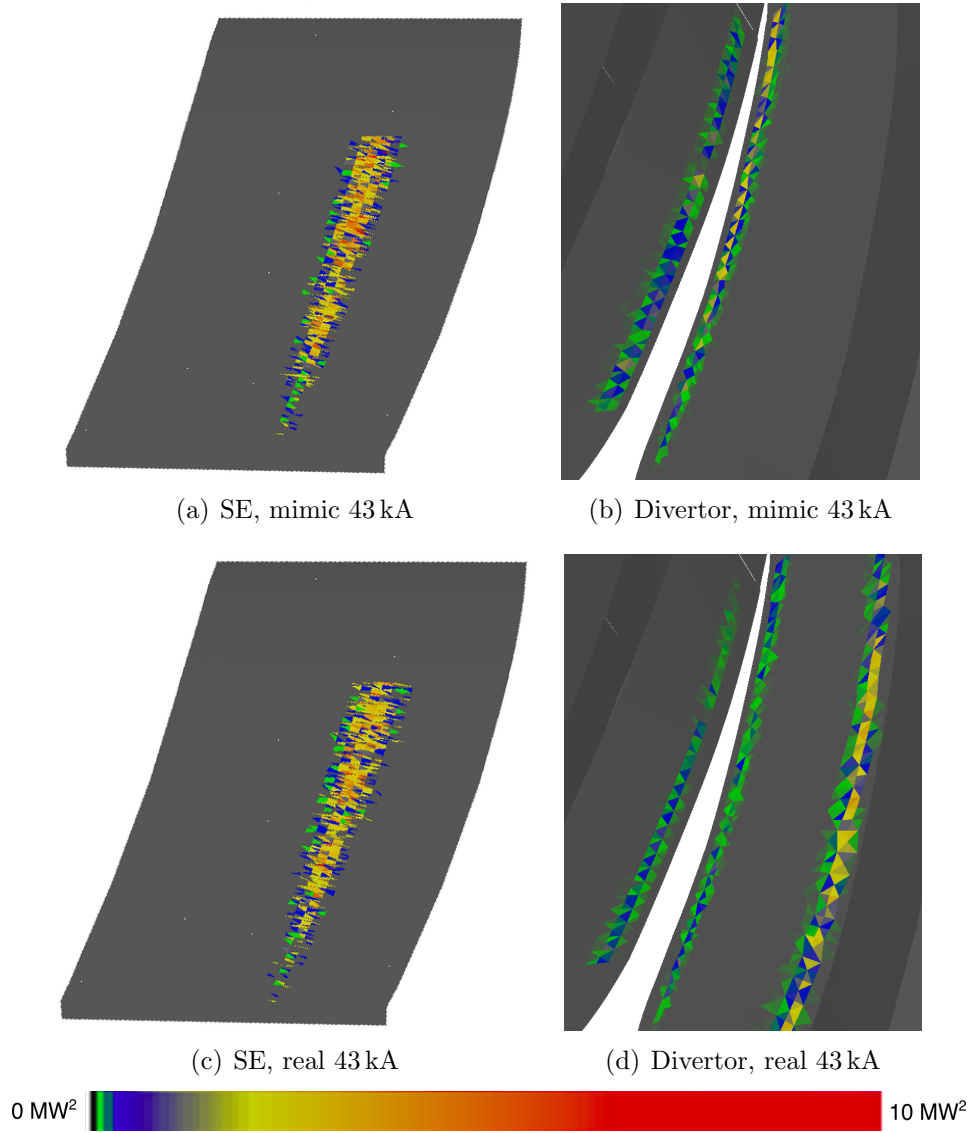 (a) SE, mimic 43 kA
(b) Divertor, mimic 43 kA
(c) SE, real 43 kA
(d) Divertor, real 43 kA
0 MW²
10 MW²